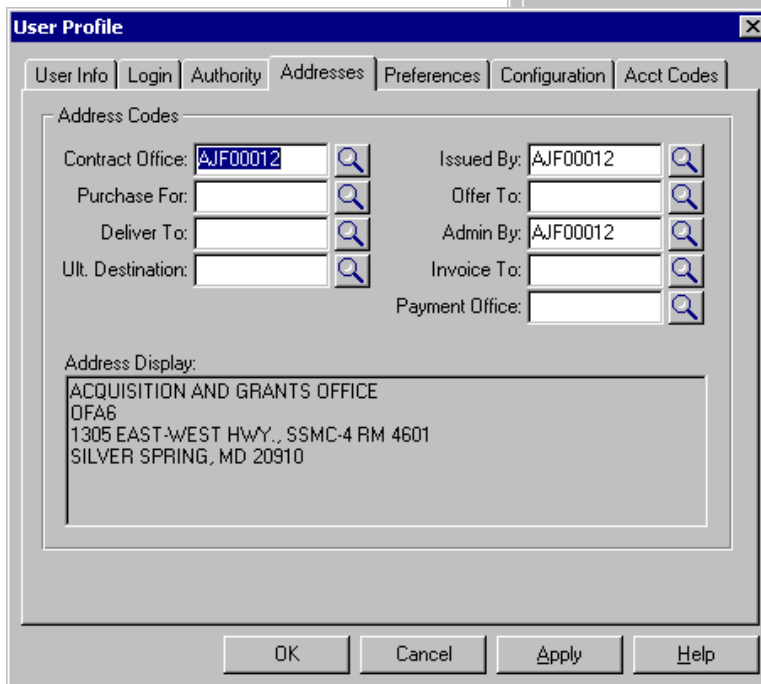 User Profile
User Info Login Authority Addresses Preferences Configuration Acct Codes
Address Codes
Contract Office: AJF00012 Issued By: AJF00012
Purchase For: Offer To:
Deliver To: Admin By: AJF00012
Ult. Destination: Invoice To:
Payment Office:
Address Display:
ACQUISITION AND GRANTS OFFICE
OFA6
1305 EAST-WEST HWY., SSMC-4 RM 4601
SILVER SPRING, MD 20910
OK Cancel Apply Help